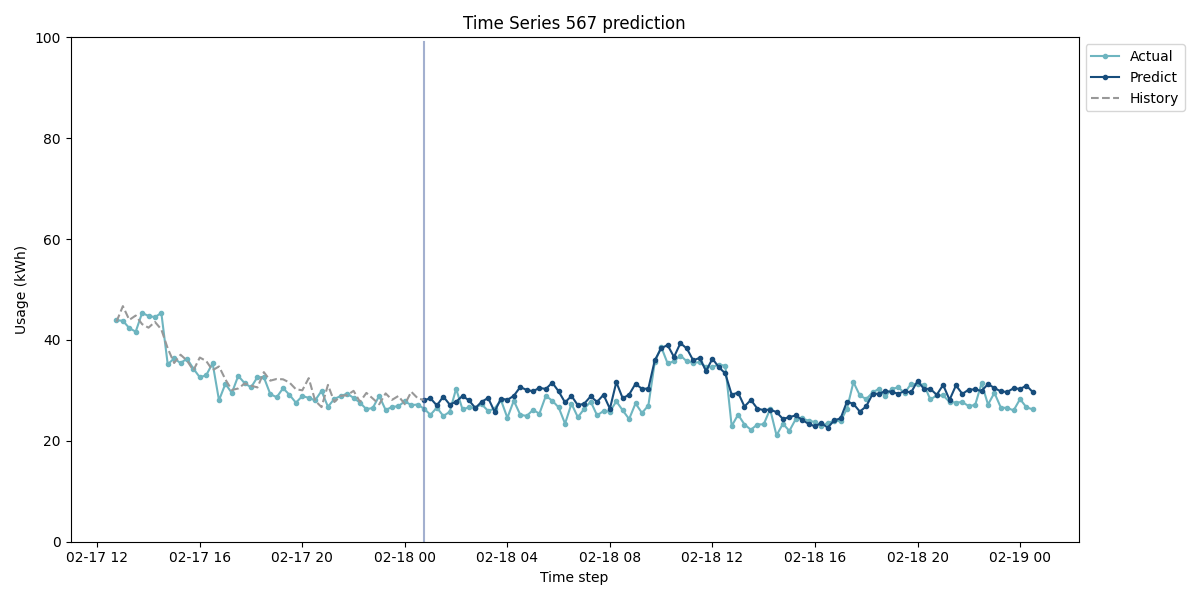 Time Series 567 prediction
100
80
60
40
20
0
Usage (kWh)
02-17 12 02-17 16 02-17 20 02-18 00 02-18 04 02-18 08 02-18 12 02-18 16 02-18 20 02-19 00
Time step
Actual
Predict
History